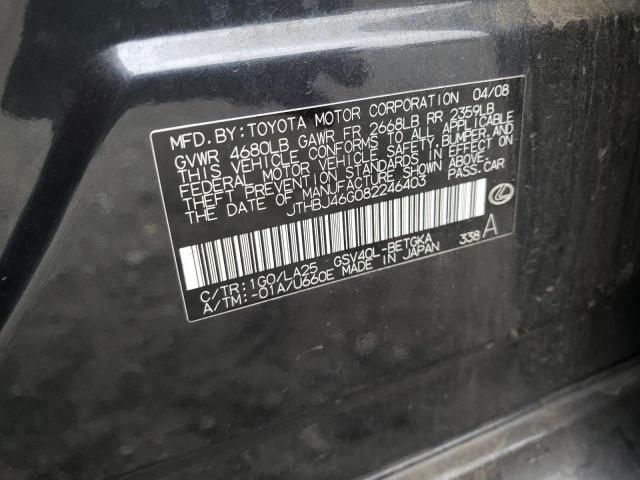 MFD. BY: TOYOTA MOTOR CORPORATION 04/08
GVWR 4680LB GAWR FR 2668LB RR 2359LB
THIS VEHICLE CONFORMS TO ALL APPLICABLE
FEDERAL MOTOR VEHICLE SAFETY, BUMPER, AND
THEFT PREVENTION STANDARDS IN EFFECT ON
THE DATE OF MANUFACTURE SHOWN ABOVE.
JTHBJ46G082246403 PASS. CAR
338 A
C/TR: 1G0/LA25 GSV40L-BETGKA
A/TM: -01A/U660E MADE IN JAPAN